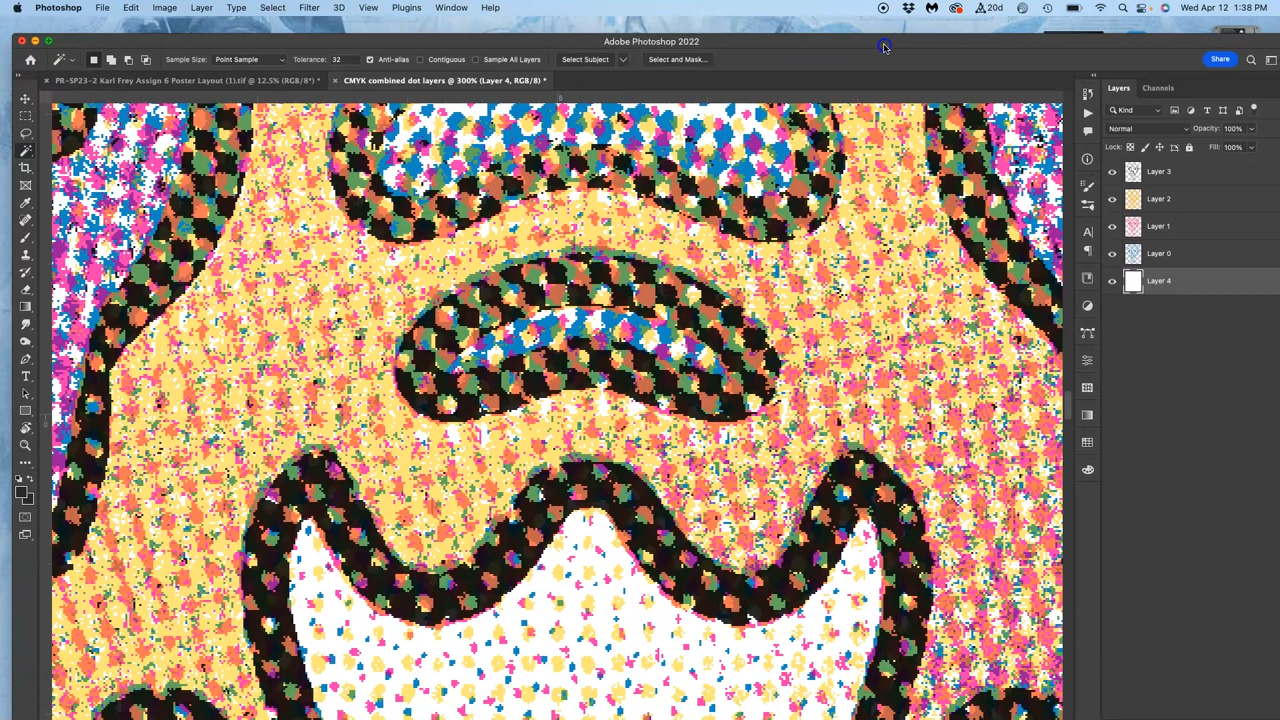 Photoshop File Edit Image Layer Type Select Filter 3D View Plugins Window Help 20d Wed Apr 12 1:38 PM
Adobe Photoshop 2022
Sample Size: Point Sample Tolerance: 32 Anti-alias Contiguous Sample All Layers Select Subject Select and Mask... Share
× PR-SP23-2 Karl Frey Assign 6 Poster Layout (1).tif @ 12.5% (RGB/8*) * × CMYK combined dot layers @ 300% (Layer 4, RGB/8) *
Layers Channels
Kind
Normal Opacity: 100%
Lock: Fill: 100%
Layer 3
Layer 2
Layer 1
Layer 0
Layer 4